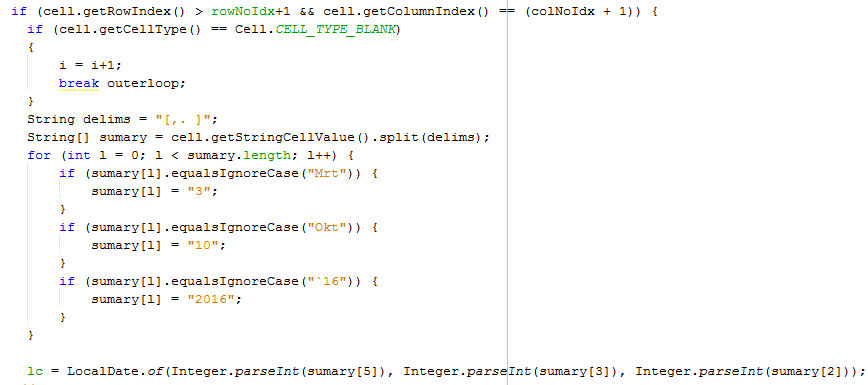 if (cell.getRowIndex() > rowNoIdx+1 && cell.getColumnIndex() == (colNoIdx + 1)) {
if (cell.getCellType() == Cell.CELL_TYPE_BLANK)
{
i = i+1;
break outerloop;
}
String delims = "[,. ]";
String[] sumary = cell.getStringCellValue().split(delims);
for (int l = 0; l < sumary.length; l++) {
if (sumary[l].equalsIgnoreCase("Mrt")) {
sumary[l] = "3";
}
if (sumary[l].equalsIgnoreCase("Okt")) {
sumary[l] = "10";
}
if (sumary[l].equalsIgnoreCase("`16")) {
sumary[l] = "2016";
}
}
lc = LocalDate.of(Integer.parseInt(sumary[5]), Integer.parseInt(sumary[3]), Integer.parseInt(sumary[2]));